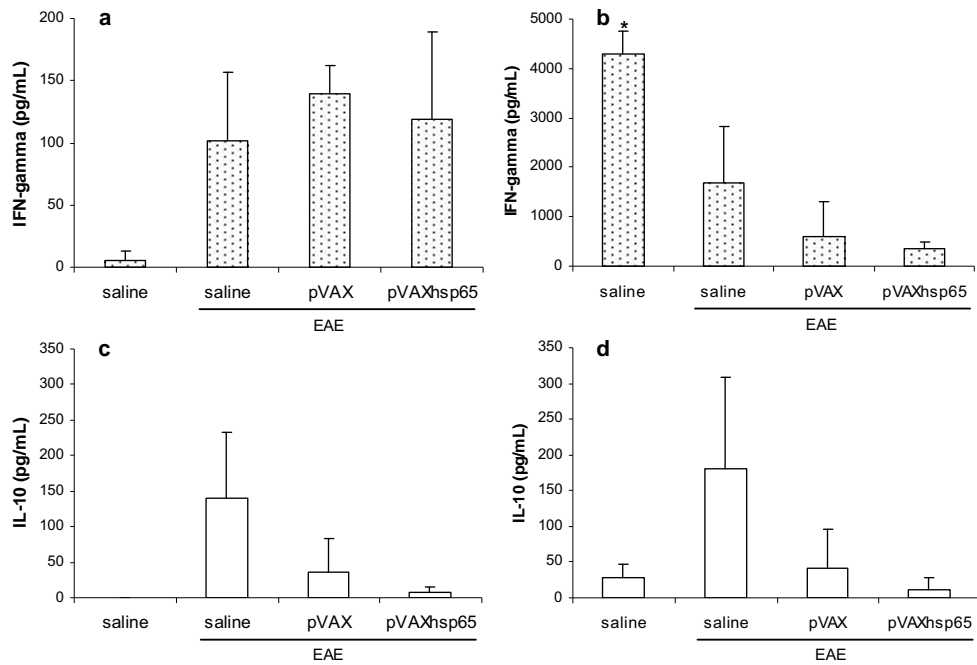 a
IFN-gamma (pg/mL)
200
150
100
50
0
saline saline pVAX pVAXhsp65
EAE
b
*
IFN-gamma (pg/mL)
5000
4000
3000
2000
1000
0
saline saline pVAX pVAXhsp65
EAE
c
IL-10 (pg/mL)
350
300
250
200
150
100
50
0
saline saline pVAX pVAXhsp65
EAE
d
IL-10 (pg/mL)
350
300
250
200
150
100
50
0
saline saline pVAX pVAXhsp65
EAE